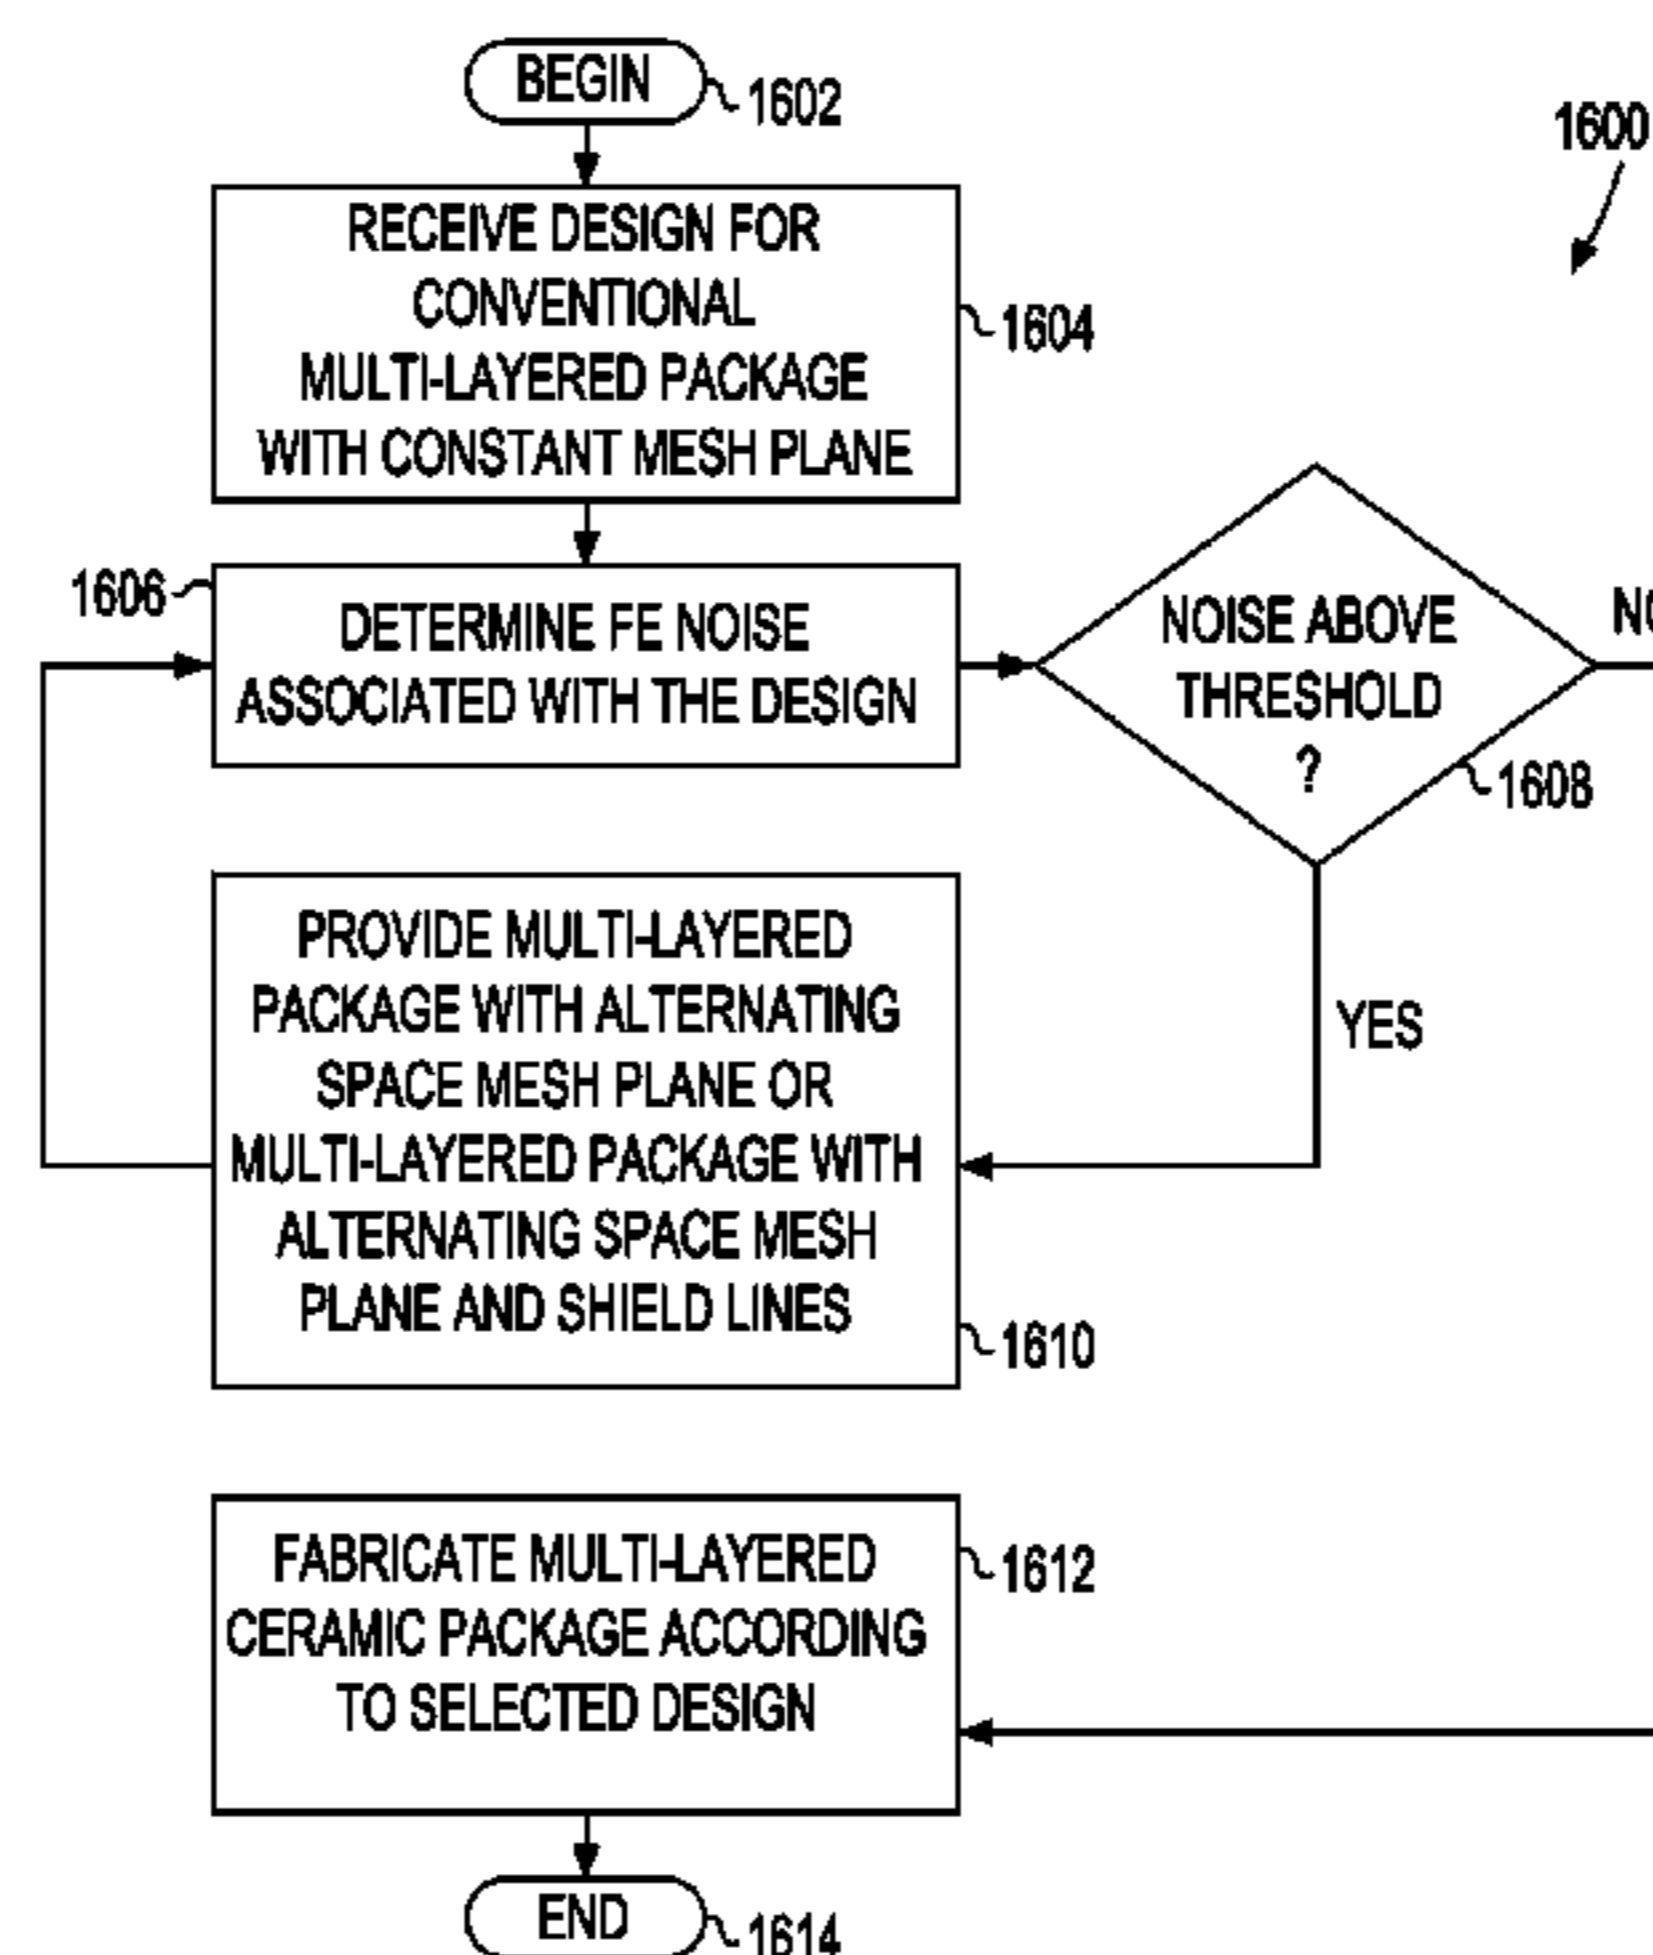 BEGIN
1602
1600
RECEIVE DESIGN FOR
CONVENTIONAL
MULTI-LAYERED PACKAGE
WITH CONSTANT MESH PLANE
1604
1606
DETERMINE FE NOISE
ASSOCIATED WITH THE DESIGN
NOISE ABOVE
THRESHOLD
?
1608
NO
YES
PROVIDE MULTI-LAYERED
PACKAGE WITH ALTERNATING
SPACE MESH PLANE OR
MULTI-LAYERED PACKAGE WITH
ALTERNATING SPACE MESH
PLANE AND SHIELD LINES
1610
FABRICATE MULTI-LAYERED
CERAMIC PACKAGE ACCORDING
TO SELECTED DESIGN
1612
END
1614